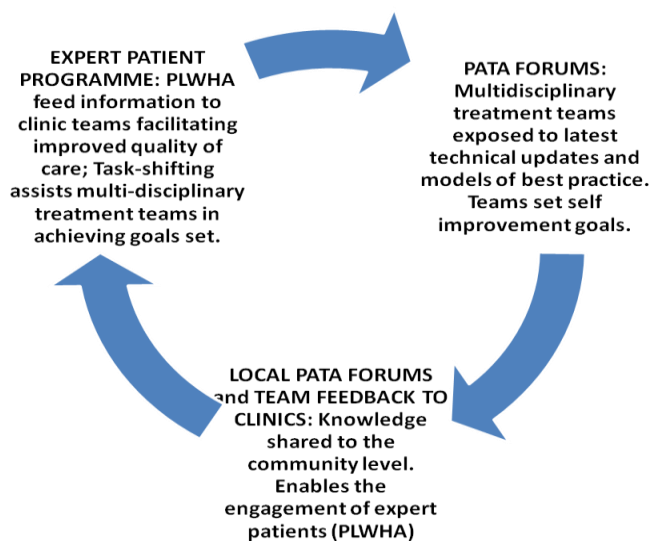 EXPERT PATIENT
PROGRAMME: PLWHA
feed information to
clinic teams facilitating
improved quality of
care; Task-shifting
assists multi-disciplinary
treatment teams in
achieving goals set.
PATA FORUMS:
Multidisciplinary
treatment teams
exposed to latest
technical updates and
models of best practice.
Teams set self
improvement goals.
LOCAL PATA FORUMS
and TEAM FEEDBACK TO
CLINICS: Knowledge
shared to the
community level.
Enables the
engagement of expert
patients (PLWHA)